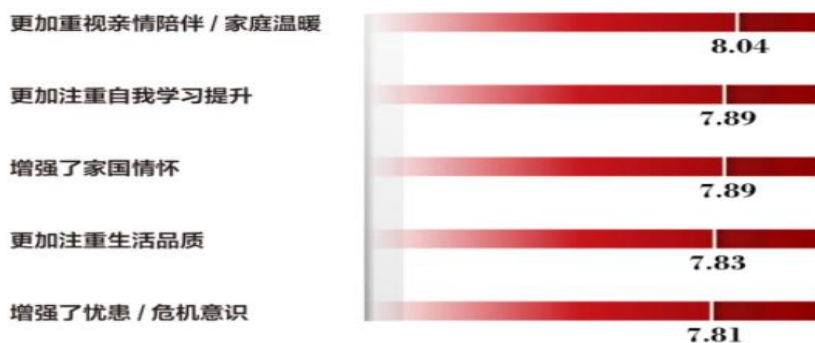 更加重视亲情陪伴 / 家庭温暖
8.04
更加注重自我学习提升
7.89
增强了家国情怀
7.89
更加注重生活品质
7.83
增强了忧患 / 危机意识
7.81